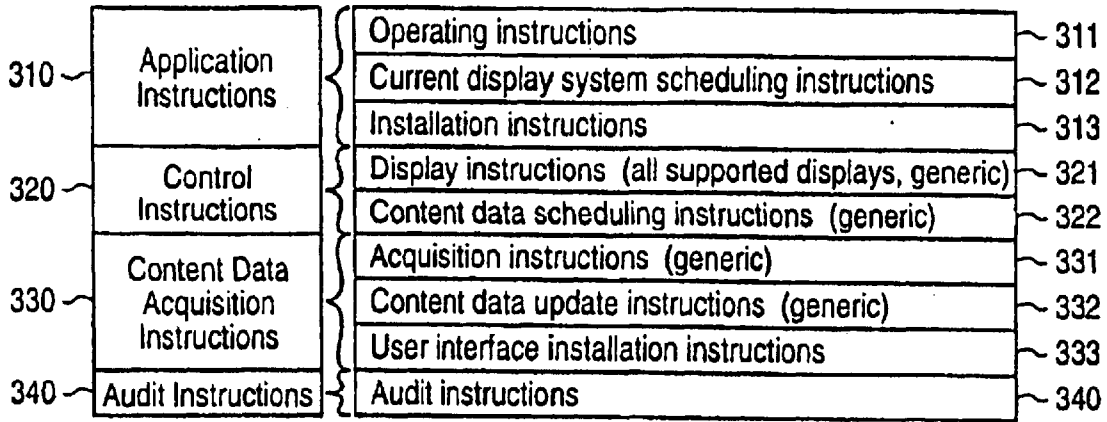 310
Application
Instructions
Operating instructions
311
Current display system scheduling instructions
312
Installation instructions
313
320
Control
Instructions
Display instructions (all supported displays, generic)
321
Content data scheduling instructions (generic)
322
330
Content Data
Acquisition
Instructions
Acquisition instructions (generic)
331
Content data update instructions (generic)
332
User interface installation instructions
333
340
Audit Instructions
Audit instructions
340